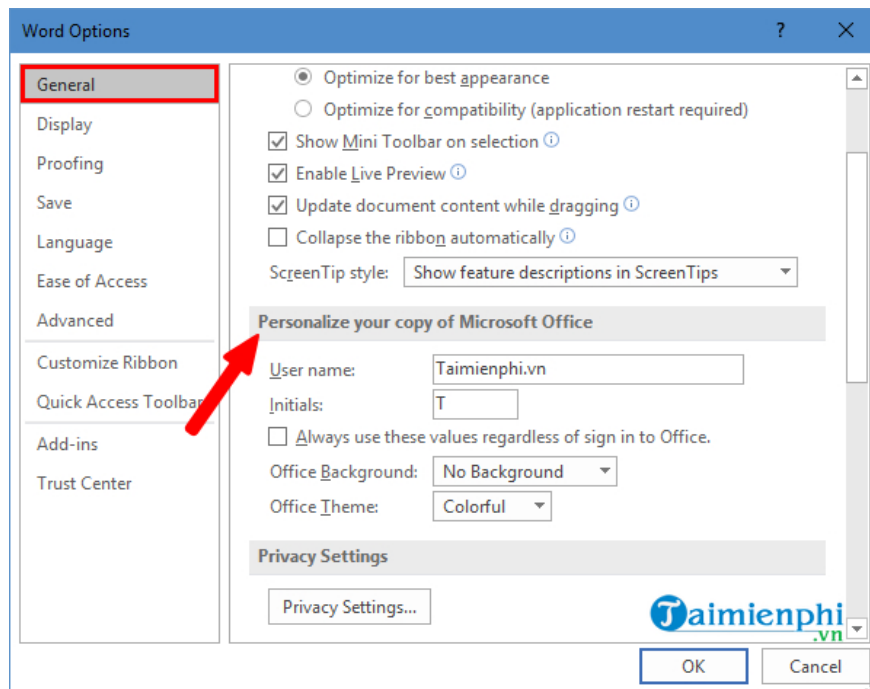 Word Options
General
Display
Proofing
Save
Language
Ease of Access
Advanced
Customize Ribbon
Quick Access Toolbar
Add-ins
Trust Center
Optimize for best appearance
Optimize for compatibility (application restart required)
Show Mini Toolbar on selection
Enable Live Preview
Update document content while dragging
Collapse the ribbon automatically
ScreenTip style: Show feature descriptions in ScreenTips
Personalize your copy of Microsoft Office
User name: Taimienphi.vn
Initials: T
Always use these values regardless of sign in to Office.
Office Background: No Background
Office Theme: Colorful
Privacy Settings
Privacy Settings...
Taimienphi
.vn
OK Cancel